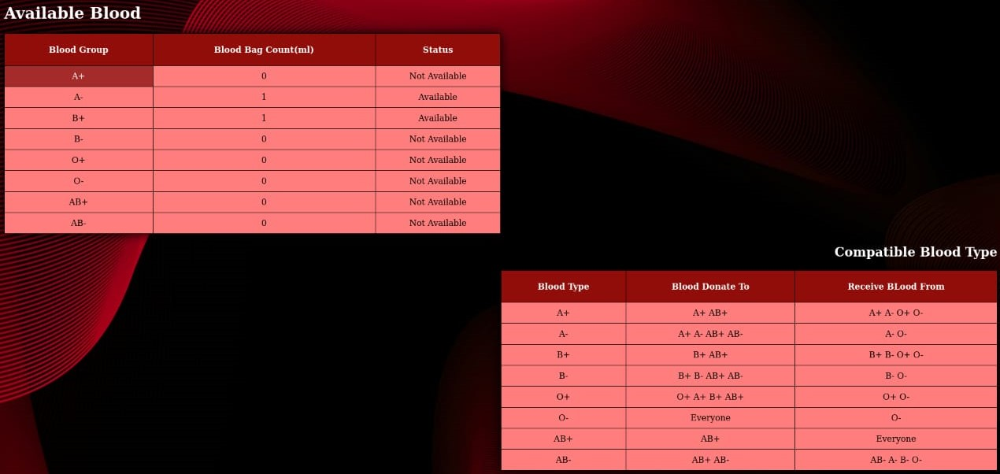 Available Blood
Blood Group Blood Bag Count(ml) Status
A+ 0 Not Available
A- 1 Available
B+ 1 Available
B- 0 Not Available
O+ 0 Not Available
O- 0 Not Available
AB+ 0 Not Available
AB- 0 Not Available
Compatible Blood Type
Blood Type Blood Donate To Receive BLood From
A+ A+ AB+ A+ A- O+ O-
A- A+ A- AB+ AB- A- O-
B+ B+ AB+ B+ B- O+ O-
B- B+ B- AB+ AB- B- O-
O+ O+ A+ B+ AB+ O+ O-
O- Everyone O-
AB+ AB+ Everyone
AB- AB+ AB- AB- A- B- O-